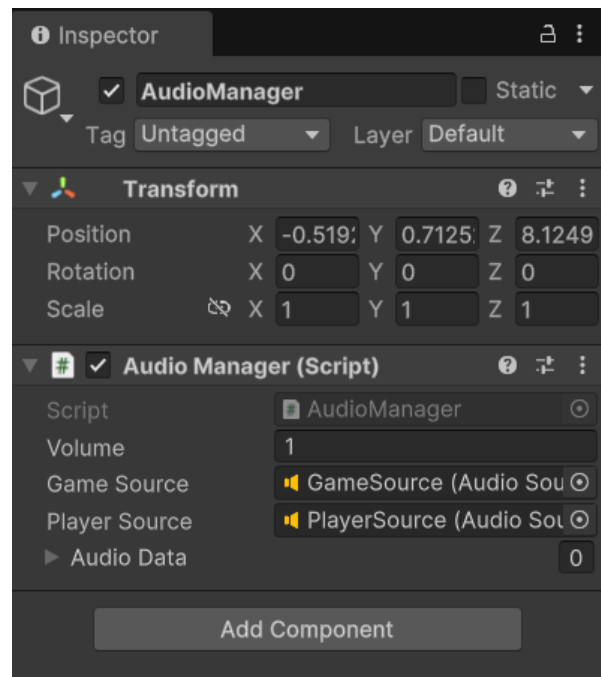 Inspector
AudioManager Static
Tag Untagged Layer Default
Transform
Position X -0.519 Y 0.7125 Z 8.1249
Rotation X 0 Y 0 Z 0
Scale X 1 Y 1 Z 1
# Audio Manager (Script)
Script # AudioManager
Volume 1
Game Source GameSource (Audio Sou
Player Source PlayerSource (Audio Sou
Audio Data 0
Add Component